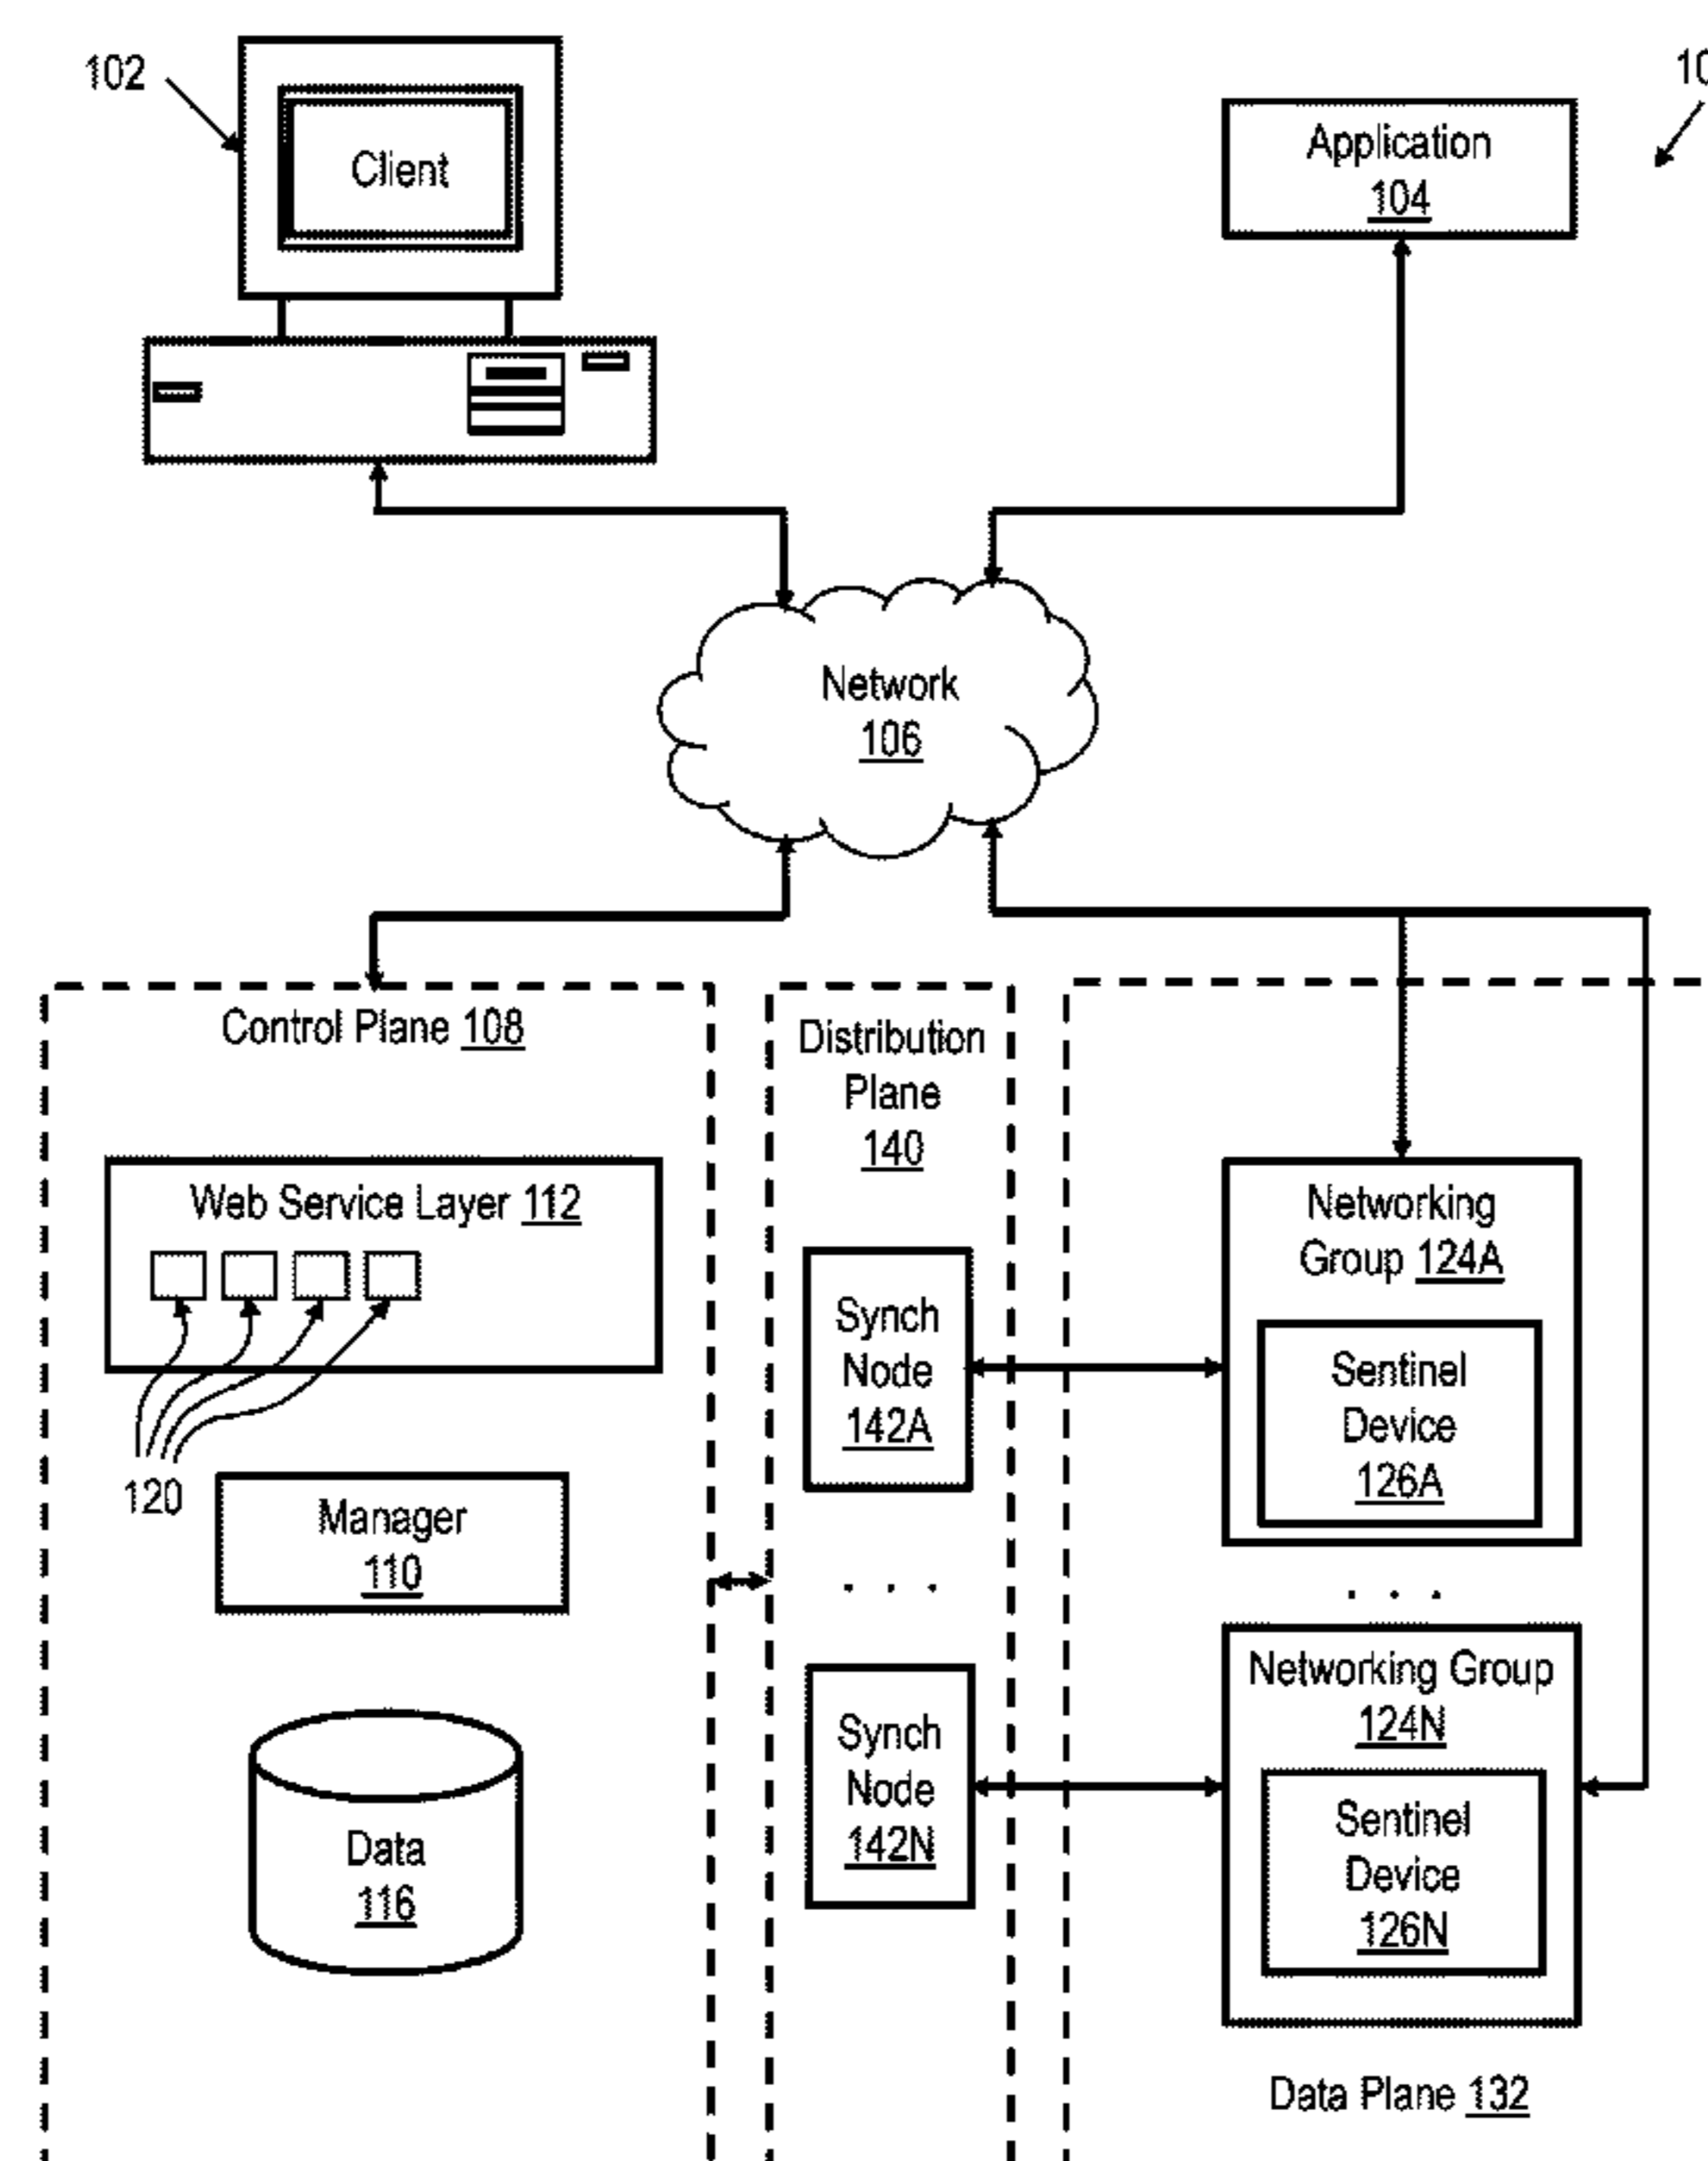 102
Client
Application
104
Network
106
Control Plane 108
Web Service Layer 112
120
Manager
110
Data
116
Distribution
Plane
140
Synch
Node
142A
. . .
Synch
Node
142N
Networking
Group 124A
Sentinel
Device
126A
. . .
Networking Group
124N
Sentinel
Device
126N
Data Plane 132